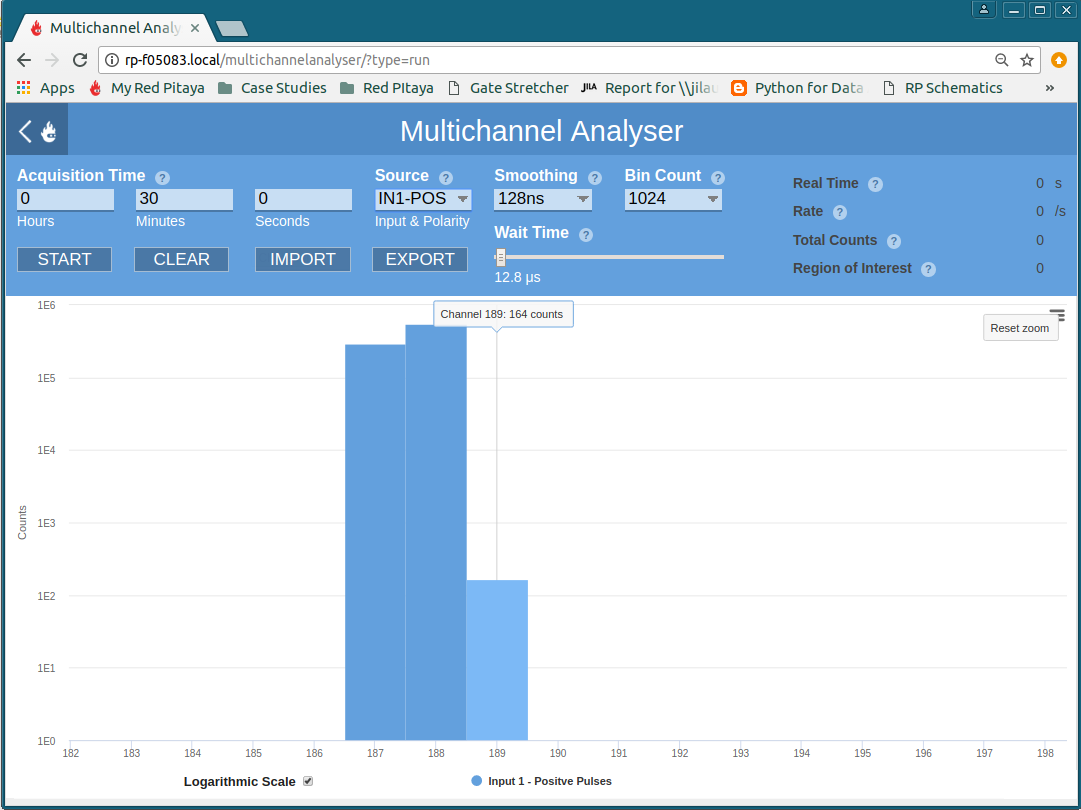 Multichannel Analy
rp-f05083.local/multichannelanalyser/?type=run
Apps My Red Pitaya Case Studies Red PItaya Gate Stretcher JILA Report for \\jilau Python for Data RP Schematics »
Multichannel Analyser
Acquisition Time ? Source ? Smoothing ? Bin Count ? Real Time ? 0 s
0 30 0 IN1-POS 128ns 1024
Hours Minutes Seconds Input & Polarity Rate ? 0 /s
Wait Time ? Total Counts ? 0
START CLEAR IMPORT EXPORT Region of Interest ? 0
12.8 µs
1E6 Channel 189: 164 counts
Reset zoom
1E5
1E4
1E3
Counts
1E2
1E1
1E0
182 183 184 185 186 187 188 189 190 191 192 193 194 195 196 197 198
Logarithmic Scale Input 1 - Positve Pulses